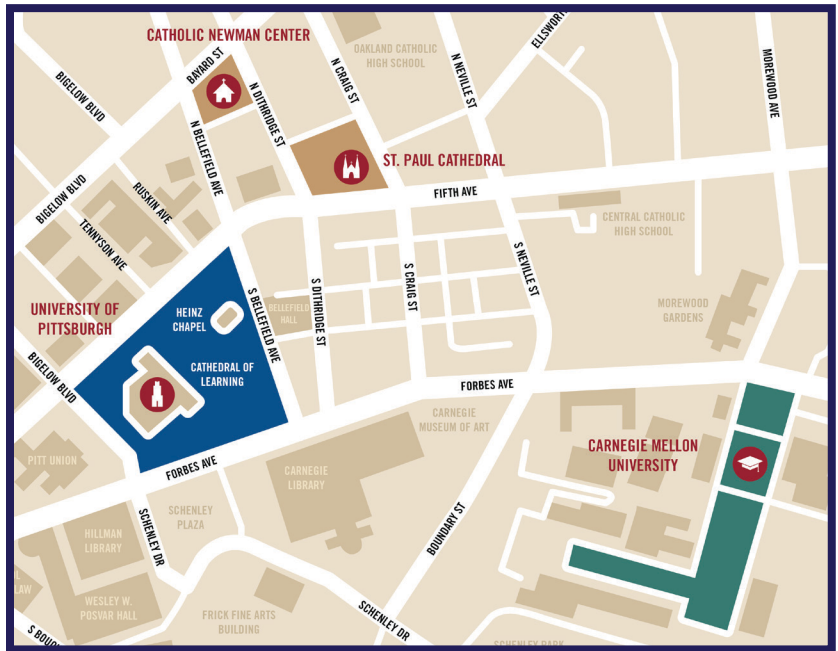 CATHOLIC NEWMAN CENTER
BAYARD ST
OAKLAND CATHOLIC
HIGH SCHOOL
N CRAIG ST
N NEVILLE ST
MOREWOOD AVE
BIGELOW BLVD
N DITHRIDGE ST
N BELLEFIELD AVE
ST. PAUL CATHEDRAL
FIFTH AVE
BIGELOW BLVD
RUSKIN AVE
TENNYSON AVE
CENTRAL CATHOLIC
HIGH SCHOOL
S NEVILLE ST
S CRAIG ST
S DITHRIDGE ST
S BELLEFIELD AVE
BELLEFIELD
HALL
UNIVERSITY OF
PITTSBURGH
HEINZ
CHAPEL
MOREWOOD
GARDENS
CATHEDRAL OF
LEARNING
BIGELOW BLVD
FORBES AVE
CARNEGIE
MUSEUM OF ART
CARNEGIE MELLON
UNIVERSITY
PITT UNION
FORBES AVE
CARNEGIE
LIBRARY
SCHENLEY
PLAZA
BOUNDARY ST
HILLMAN
LIBRARY
SCHENLEY DR
WESLEY W.
POSVAR HALL
LAW
FRICK FINE ARTS
BUILDING
SCHENLEY DR